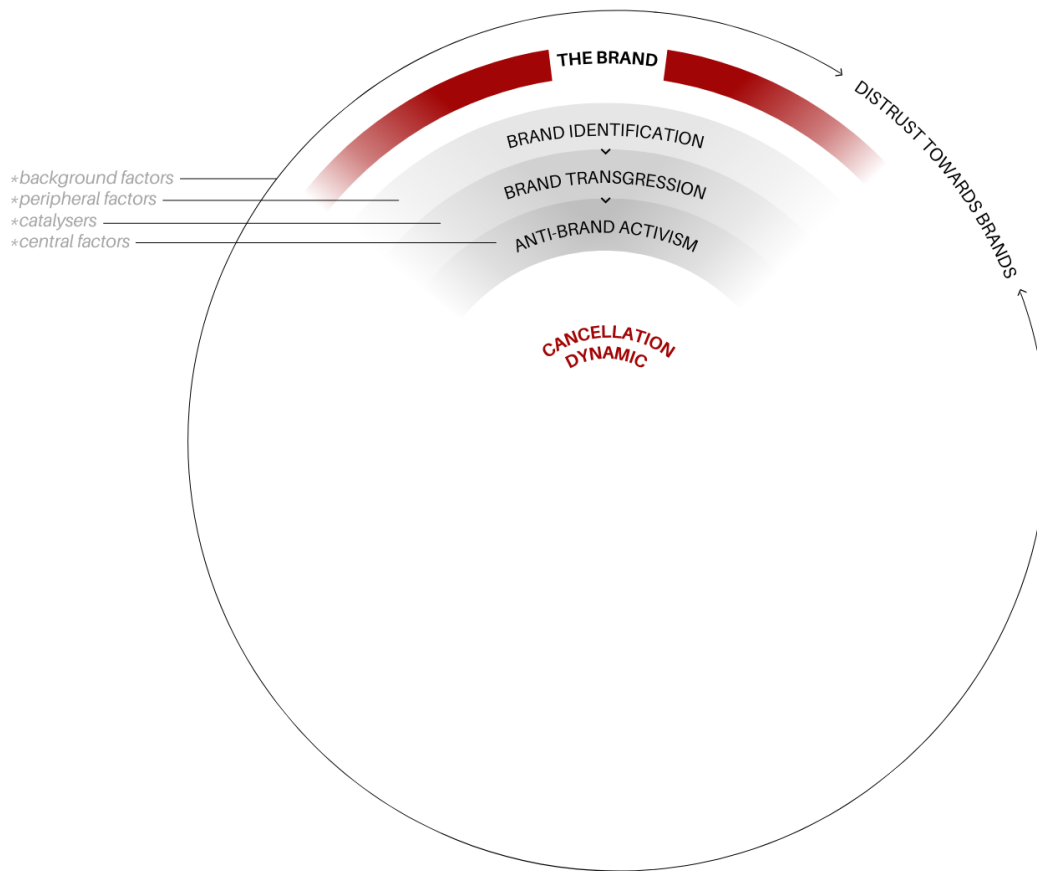 THE BRAND
DISTRUST TOWARDS BRANDS
BRAND IDENTIFICATION
BRAND TRANSGRESSION
ANTI-BRAND ACTIVISM
*background factors
*peripheral factors
*catalysers
*central factors
CANCELLATION
DYNAMIC